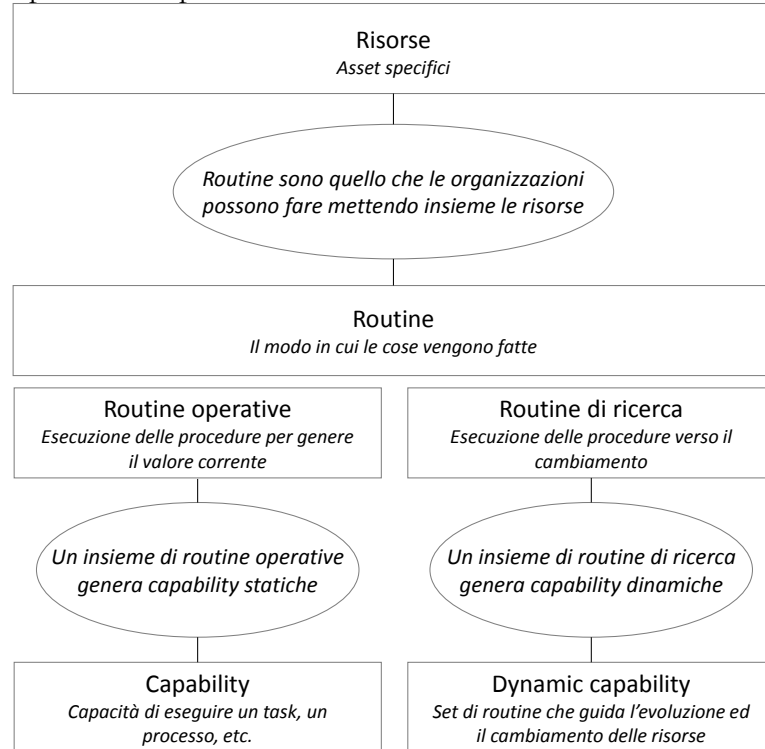 Risorse
Asset specifici
Routine sono quello che le organizzazioni
possono fare mettendo insieme le risorse
Routine
Il modo in cui le cose vengono fatte
Routine operative
Esecuzione delle procedure per genere
il valore corrente
Routine di ricerca
Esecuzione delle procedure verso il
cambiamento
Un insieme di routine operative
genera capability statiche
Un insieme di routine di ricerca
genera capability dinamiche
Capability
Capacità di eseguire un task, un
processo, etc.
Dynamic capability
Set di routine che guida l'evoluzione ed
il cambiamento delle risorse